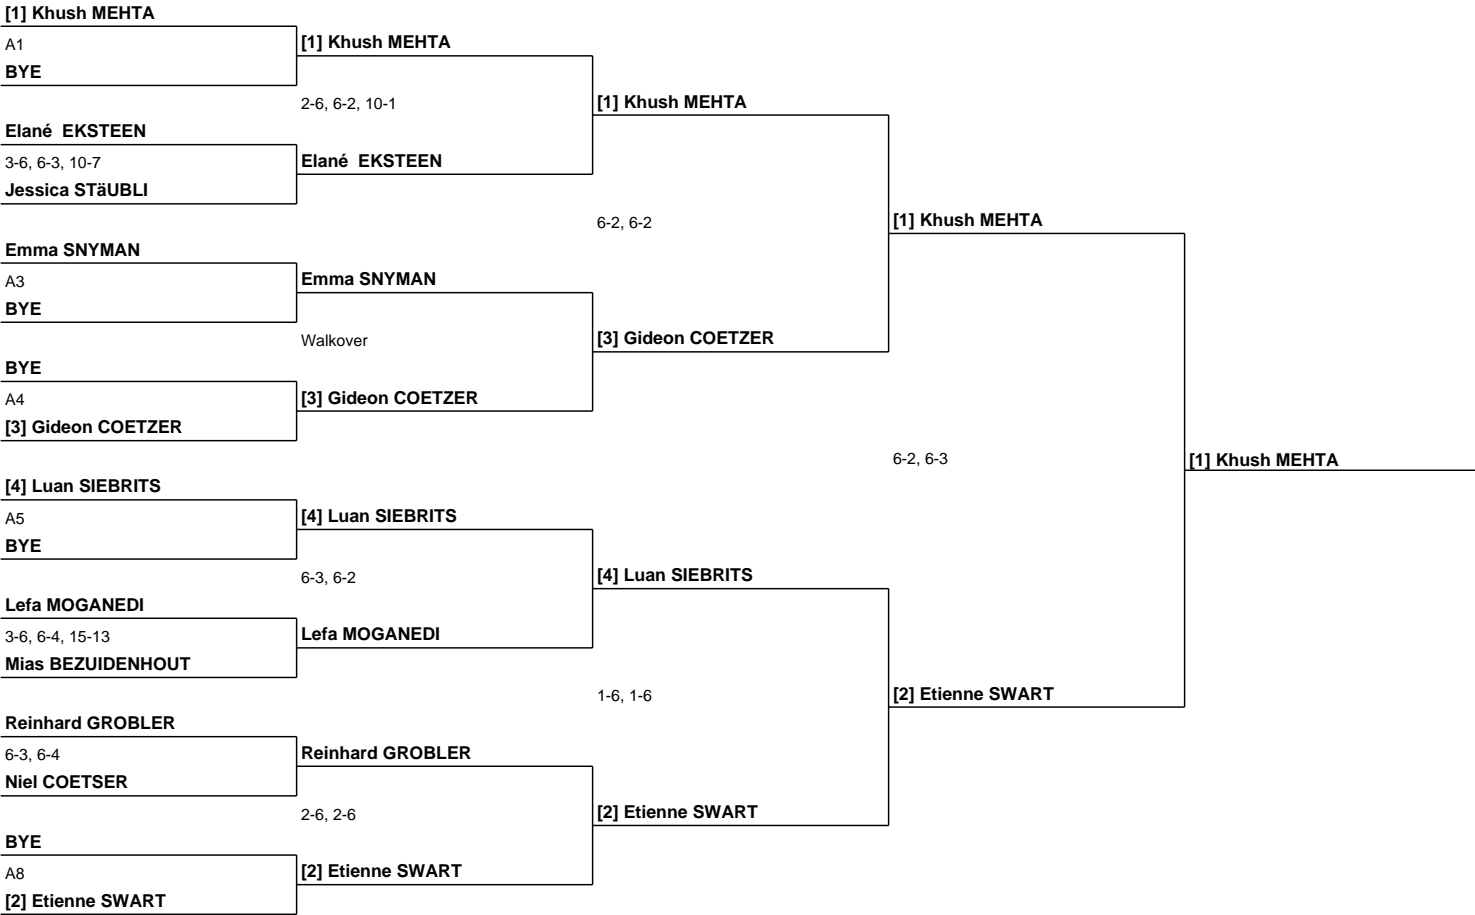 [1] Khush MEHTA
A1
BYE
Elané  EKSTEEN
3-6, 6-3, 10-7
Jessica STäUBLI
Emma SNYMAN
A3
BYE
BYE
A4
[3] Gideon COETZER
[4] Luan SIEBRITS
A5
BYE
Lefa MOGANEDI
3-6, 6-4, 15-13
Mias BEZUIDENHOUT
Reinhard GROBLER
6-3, 6-4
Niel COETSER
BYE
A8
[2] Etienne SWART
[1] Khush MEHTA
2-6, 6-2, 10-1
Elané  EKSTEEN
Emma SNYMAN
Walkover
[3] Gideon COETZER
[4] Luan SIEBRITS
6-3, 6-2
Lefa MOGANEDI
Reinhard GROBLER
2-6, 2-6
[2] Etienne SWART
[1] Khush MEHTA
6-2, 6-2
[3] Gideon COETZER
[4] Luan SIEBRITS
1-6, 1-6
[2] Etienne SWART
[1] Khush MEHTA
6-2, 6-3
[2] Etienne SWART
[1] Khush MEHTA